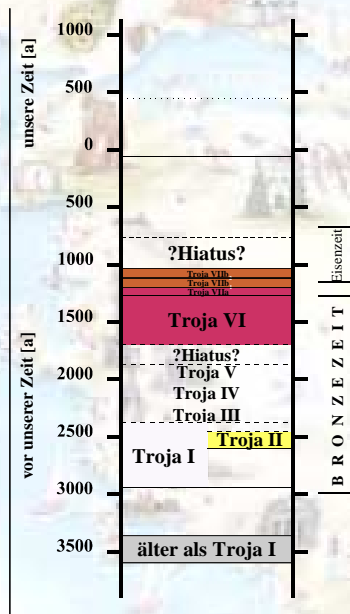 unsere Zeit [a]
vor unserer Zeit [a]
1000
500
0
500
1000
1500
2000
2500
3000
3500
?Hiatus?
Troja VIIb
Troja VIIb
Troja VIIa
Troja VI
?Hiatus?
Troja V
Troja IV
Troja III
Troja II
Troja I
älter als Troja I
Eisenzeit
BRONZEZEIT